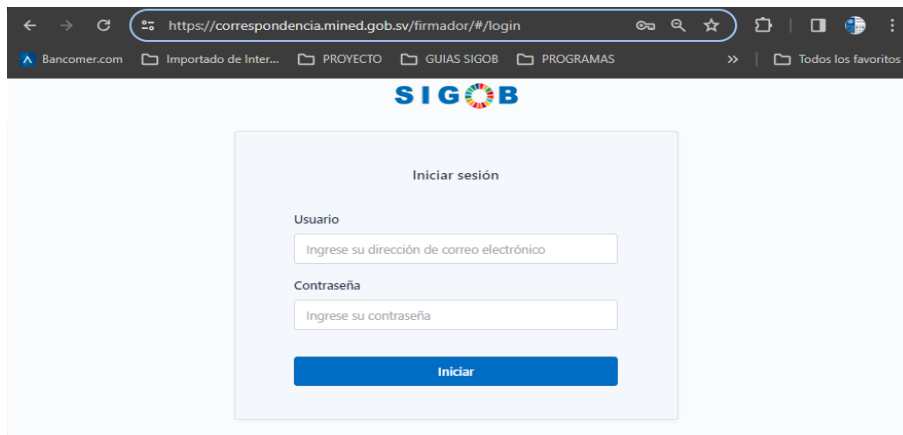 https://correspondencia.mined.gob.sv/firmador/#/login
Bancomer.com Importado de Inter... PROYECTO GUIAS SIGOB PROGRAMAS » Todos los favoritos
SIGOB
Iniciar sesión
Usuario
Ingrese su dirección de correo electrónico
Contraseña
Ingrese su contraseña
Iniciar